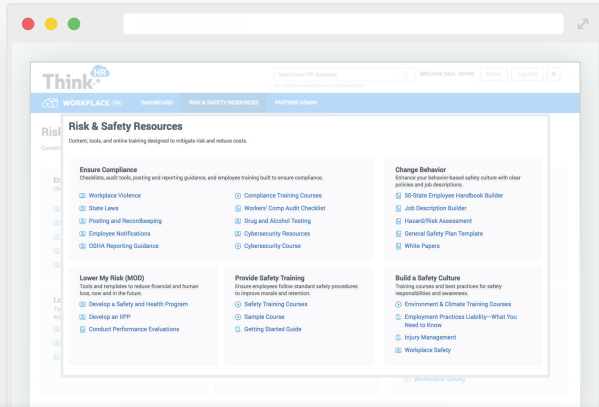 Think HR
Search our HR database
Welcome back, James!
Home
Log Out
WORKPLACE
DASHBOARD
RISK & SAFETY RESOURCES
PARTNER ADMIN
Risk & Safety Resources
Content, tools, and online training designed to mitigate risk and reduce costs.
Ensure Compliance
Checklists, audit tools, posting and reporting guidance, and employee training built to ensure compliance.
Workplace Violence
State Laws
Posting and Recordkeeping
Employee Notifications
OSHA Reporting Guidance
Compliance Training Courses
Workers' Comp Audit Checklist
Drug and Alcohol Testing
Cybersecurity Resources
Cybersecurity Course
Change Behavior
Enhance your behavior-based safety culture with clear
policies and job descriptions.
50-State Employee Handbook Builder
Job Description Builder
Hazard/Risk Assessment
General Safety Plan Template
White Papers
Lower My Risk (MOD)
Tools and templates to reduce financial and human
loss, now and in the future.
Develop a Safety and Health Program
Develop an IIPP
Conduct Performance Evaluations
Provide Safety Training
Ensure employees follow standard safety procedures
to improve morale and retention.
Safety Training Courses
Sample Course
Getting Started Guide
Build a Safety Culture
Training courses and best practices for safety
responsibilities and awareness.
Environment & Climate Training Courses
Employment Practices Liability—What You
Need to Know
Injury Management
Workplace Safety
Workplace Safety